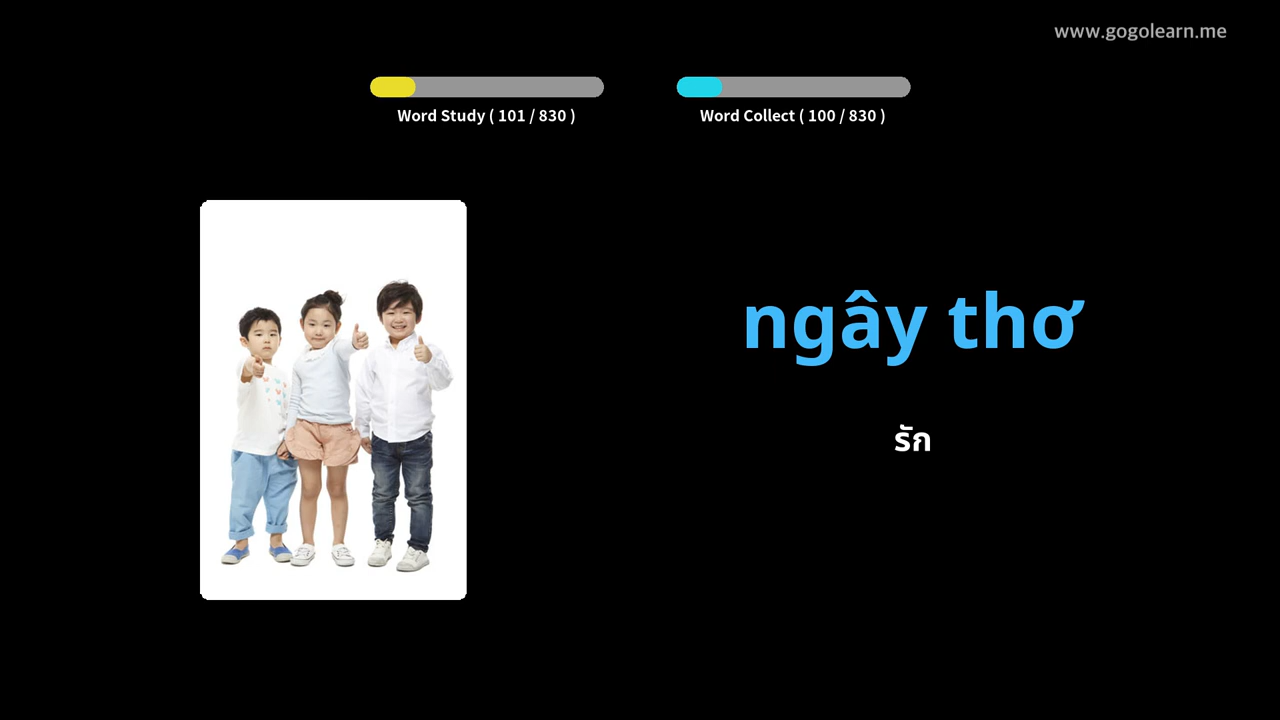 www.gogolearn.me
Word Study ( 101 / 830 )
Word Collect ( 100 / 830 )
ngây thơ
รัก